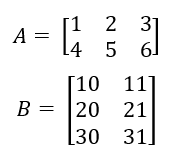 A = [1 2 3
4 5 6]
B = [10 11
20 21
30 31]